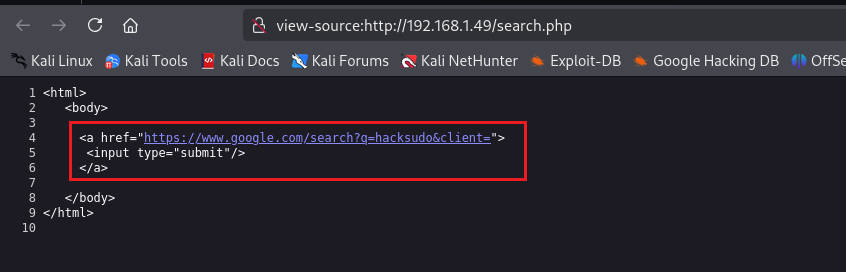 view-source:http://192.168.1.49/search.php
Kali Linux Kali Tools Kali Docs Kali Forums Kali NetHunter Exploit-DB Google Hacking DB OffSe
1 <html>
2 <body>
3
4 <a href="https://www.google.com/search?q=hacksudo&client=">
5 <input type="submit"/>
6 </a>
7
8 </body>
9 </html>
10